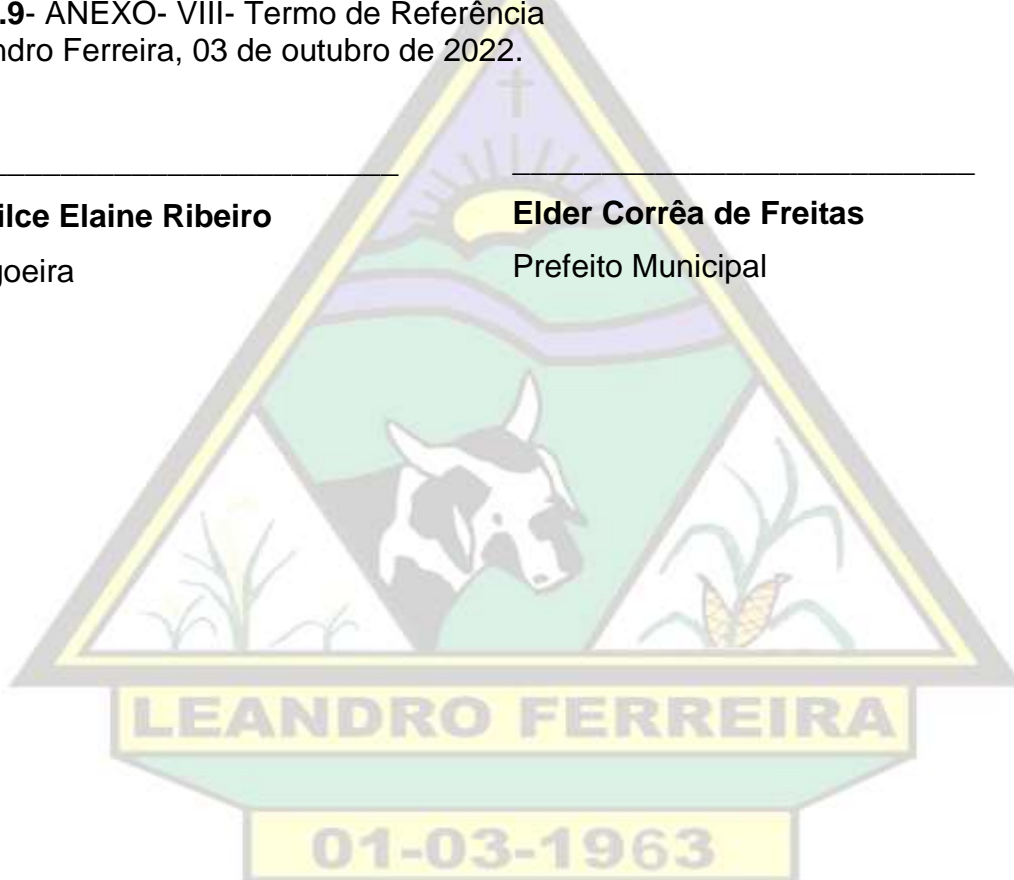 .9- ANEXO- VIII- Termo de Referência
ndro Ferreira, 03 de outubro de 2022.
ilce Elaine Ribeiro
goeira
Elder Corrêa de Freitas
Prefeito Municipal
LEANDRO FERREIRA
01-03-1963